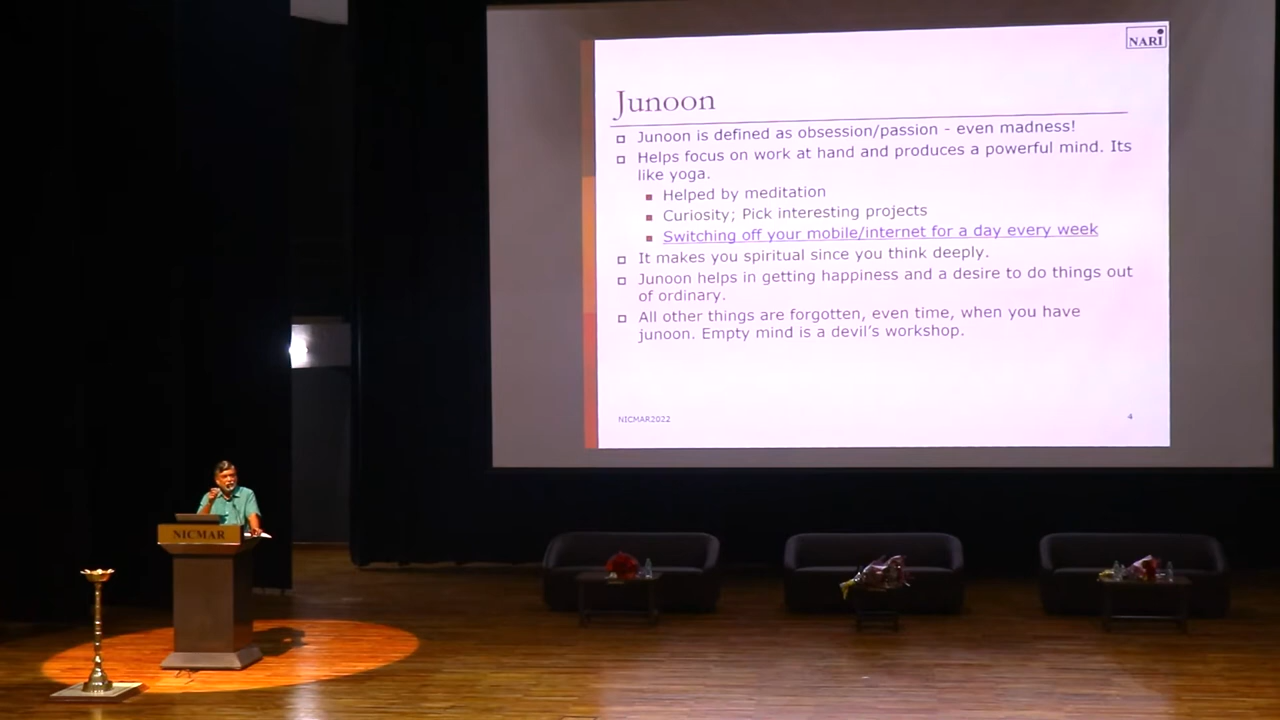 NARI
Junoon
Junoon is defined as obsession/passion - even madness!
Helps focus on work at hand and produces a powerful mind. Its
like yoga.
Helped by meditation
Curiosity; Pick interesting projects
Switching off your mobile/internet for a day every week
It makes you spiritual since you think deeply.
Junoon helps in getting happiness and a desire to do things out
of ordinary.
All other things are forgotten, even time, when you have
junoon. Empty mind is a devil's workshop.
NICMAR2022
4
NICMAR